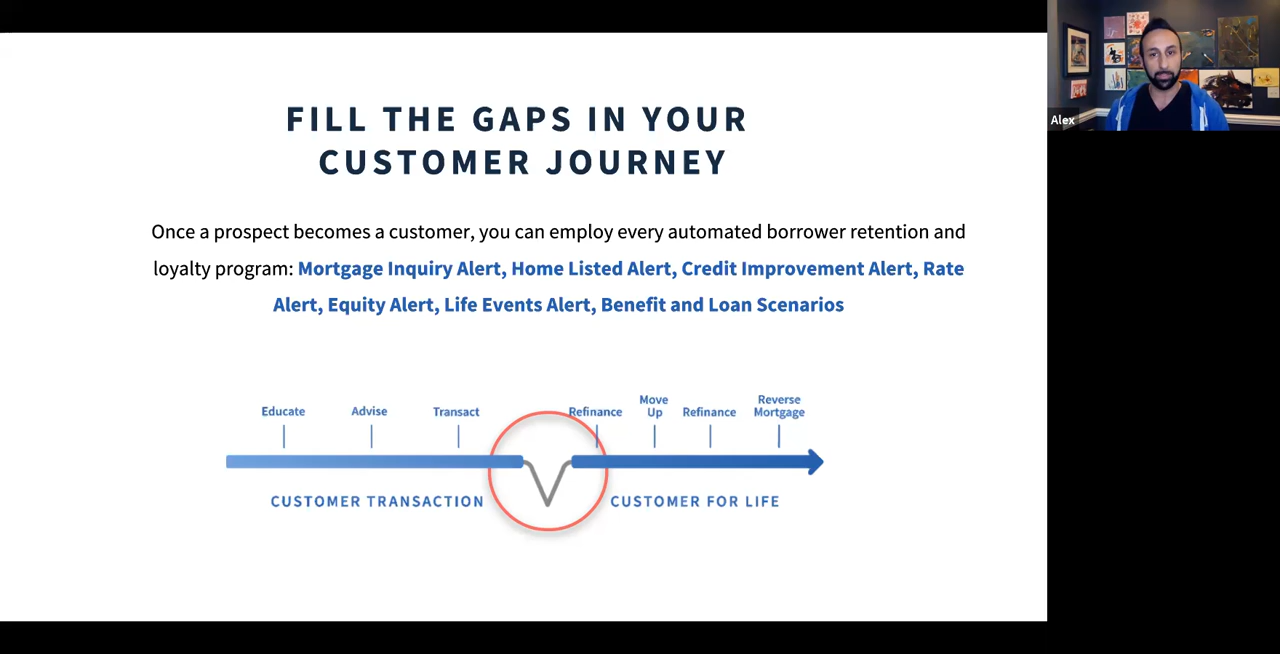 FILL THE GAPS IN YOUR
CUSTOMER JOURNEY
Once a prospect becomes a customer, you can employ every automated borrower retention and
loyalty program: Mortgage Inquiry Alert, Home Listed Alert, Credit Improvement Alert, Rate
Alert, Equity Alert, Life Events Alert, Benefit and Loan Scenarios
Educate
Advise
Transact
Refinance
Move
Up
Refinance
Reverse
Mortgage
CUSTOMER TRANSACTION
CUSTOMER FOR LIFE
Alex